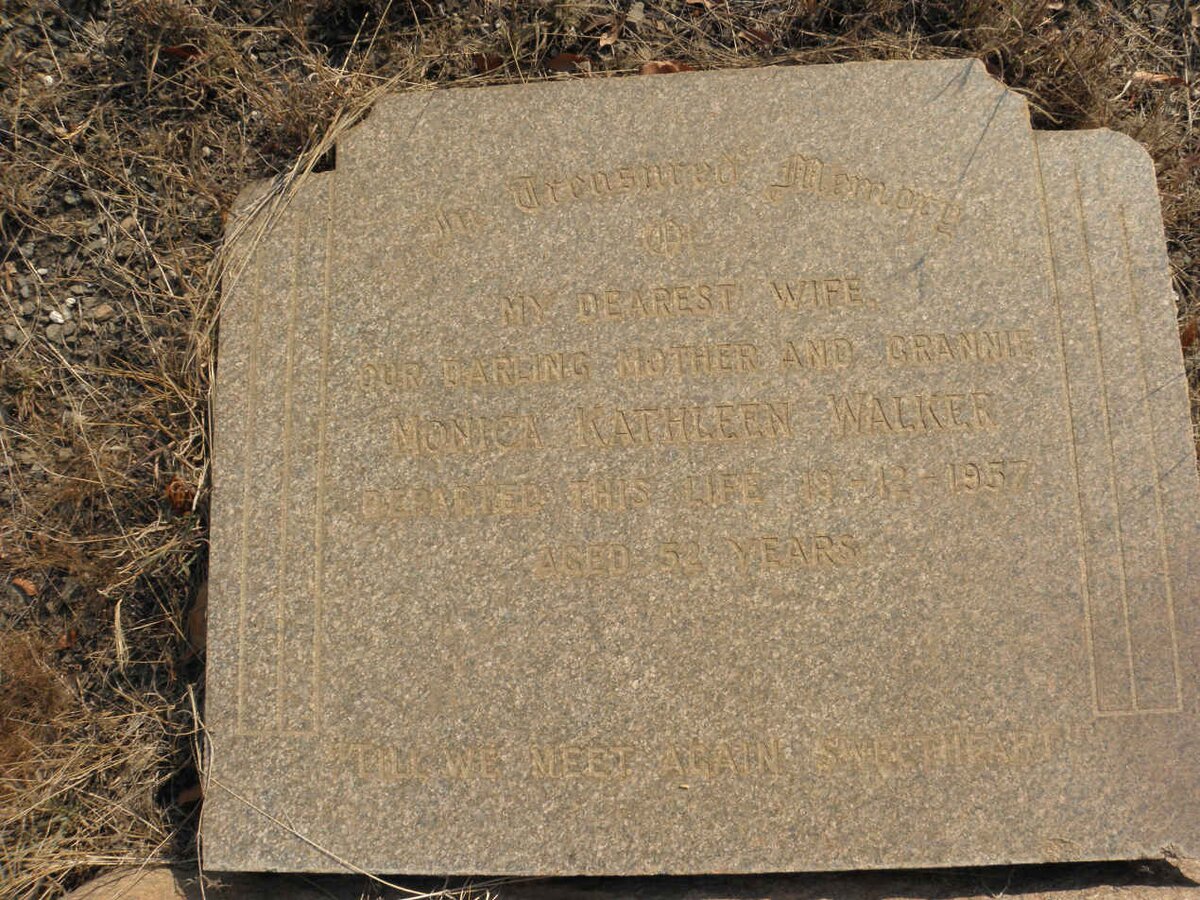 In Treasured Memory
Of
MY DEAREST WIFE,
OUR DARLING MOTHER AND GRANNIE
MONICA KATHLEEN WALKER
DEPARTED THIS LIFE 19-12-1957
AGED 52 YEARS
"TILL WE MEET AGAIN, SWEETHEART"